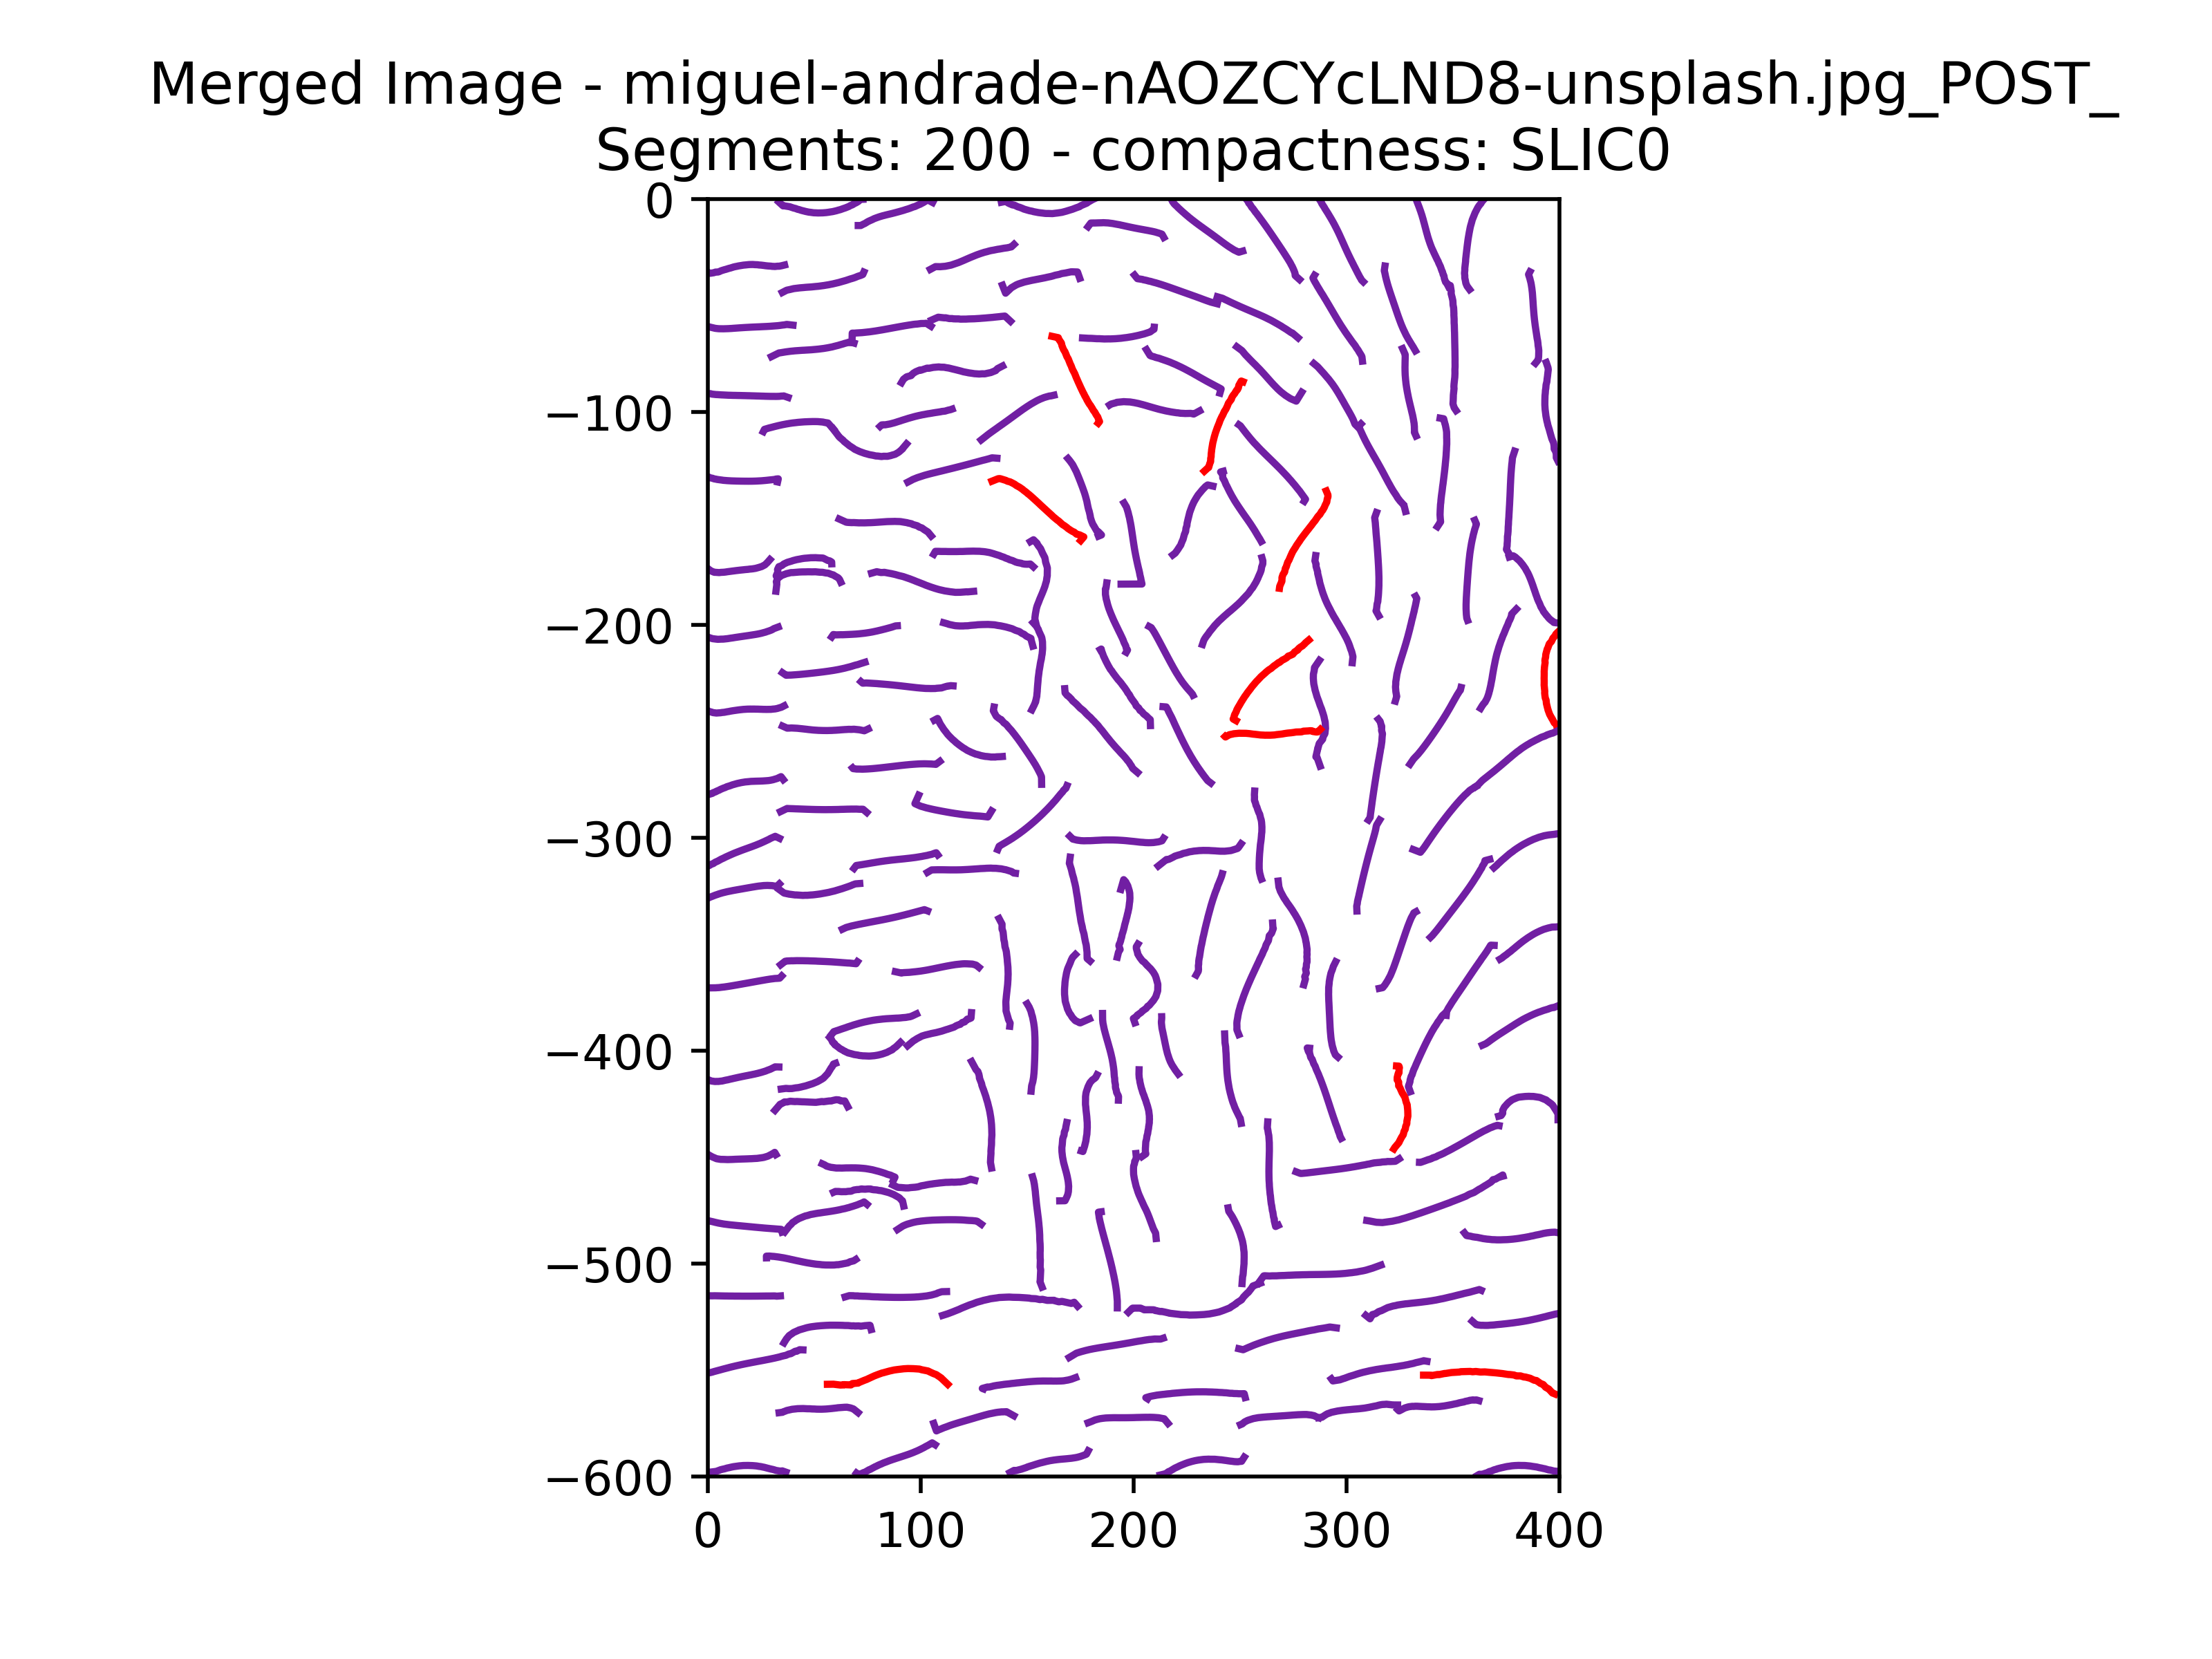 Merged Image - miguel-andrade-nAOZCYcLND8-unsplash.jpg_POST_
Segments: 200 - compactness: SLIC0
0
−100
−200
−300
−400
−500
−600
0 100 200 300 400